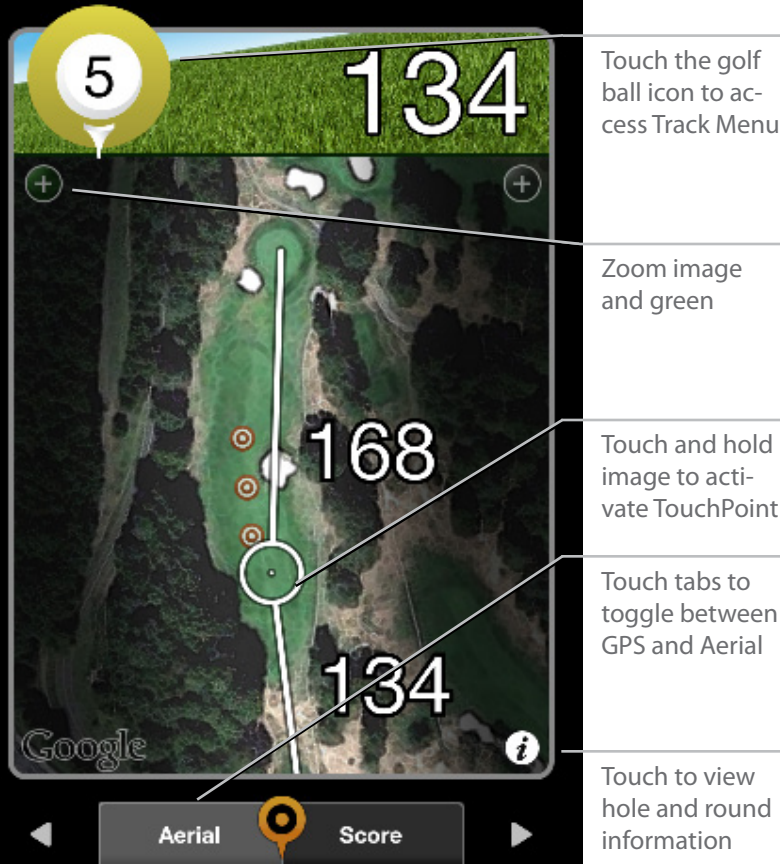 5
134
Touch the golf
ball icon to ac-
cess Track Menu
+
+
Zoom image
and green
168
Touch and hold
image to acti-
vate TouchPoint
Touch tabs to
toggle between
GPS and Aerial
134
Google
i
Touch to view
hole and round
information
Aerial
Score